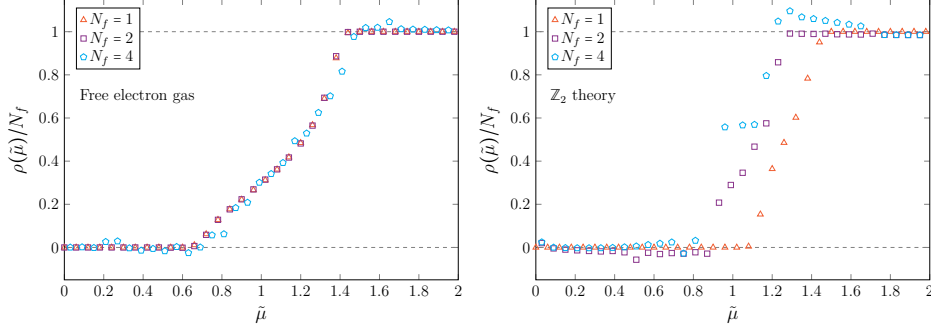 N_f = 1
N_f = 2
N_f = 4
Free electron gas
ρ(μ̃)/N_f
0
0.2
0.4
0.6
0.8
1
0 0.2 0.4 0.6 0.8 1 1.2 1.4 1.6 1.8 2
μ̃
N_f = 1
N_f = 2
N_f = 4
ℤ₂ theory
ρ(μ̃)/N_f
0
0.2
0.4
0.6
0.8
1
0 0.2 0.4 0.6 0.8 1 1.2 1.4 1.6 1.8 2
μ̃